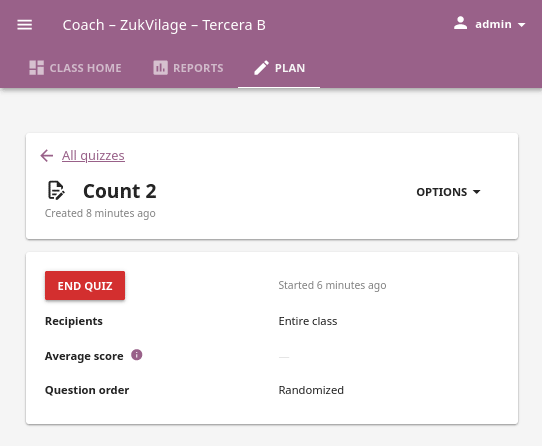 Coach – ZukVilage – Tercera B
admin
CLASS HOME
REPORTS
PLAN
All quizzes
Count 2
OPTIONS
Created 8 minutes ago
END QUIZ
Started 6 minutes ago
Recipients
Entire class
Average score
—
Question order
Randomized